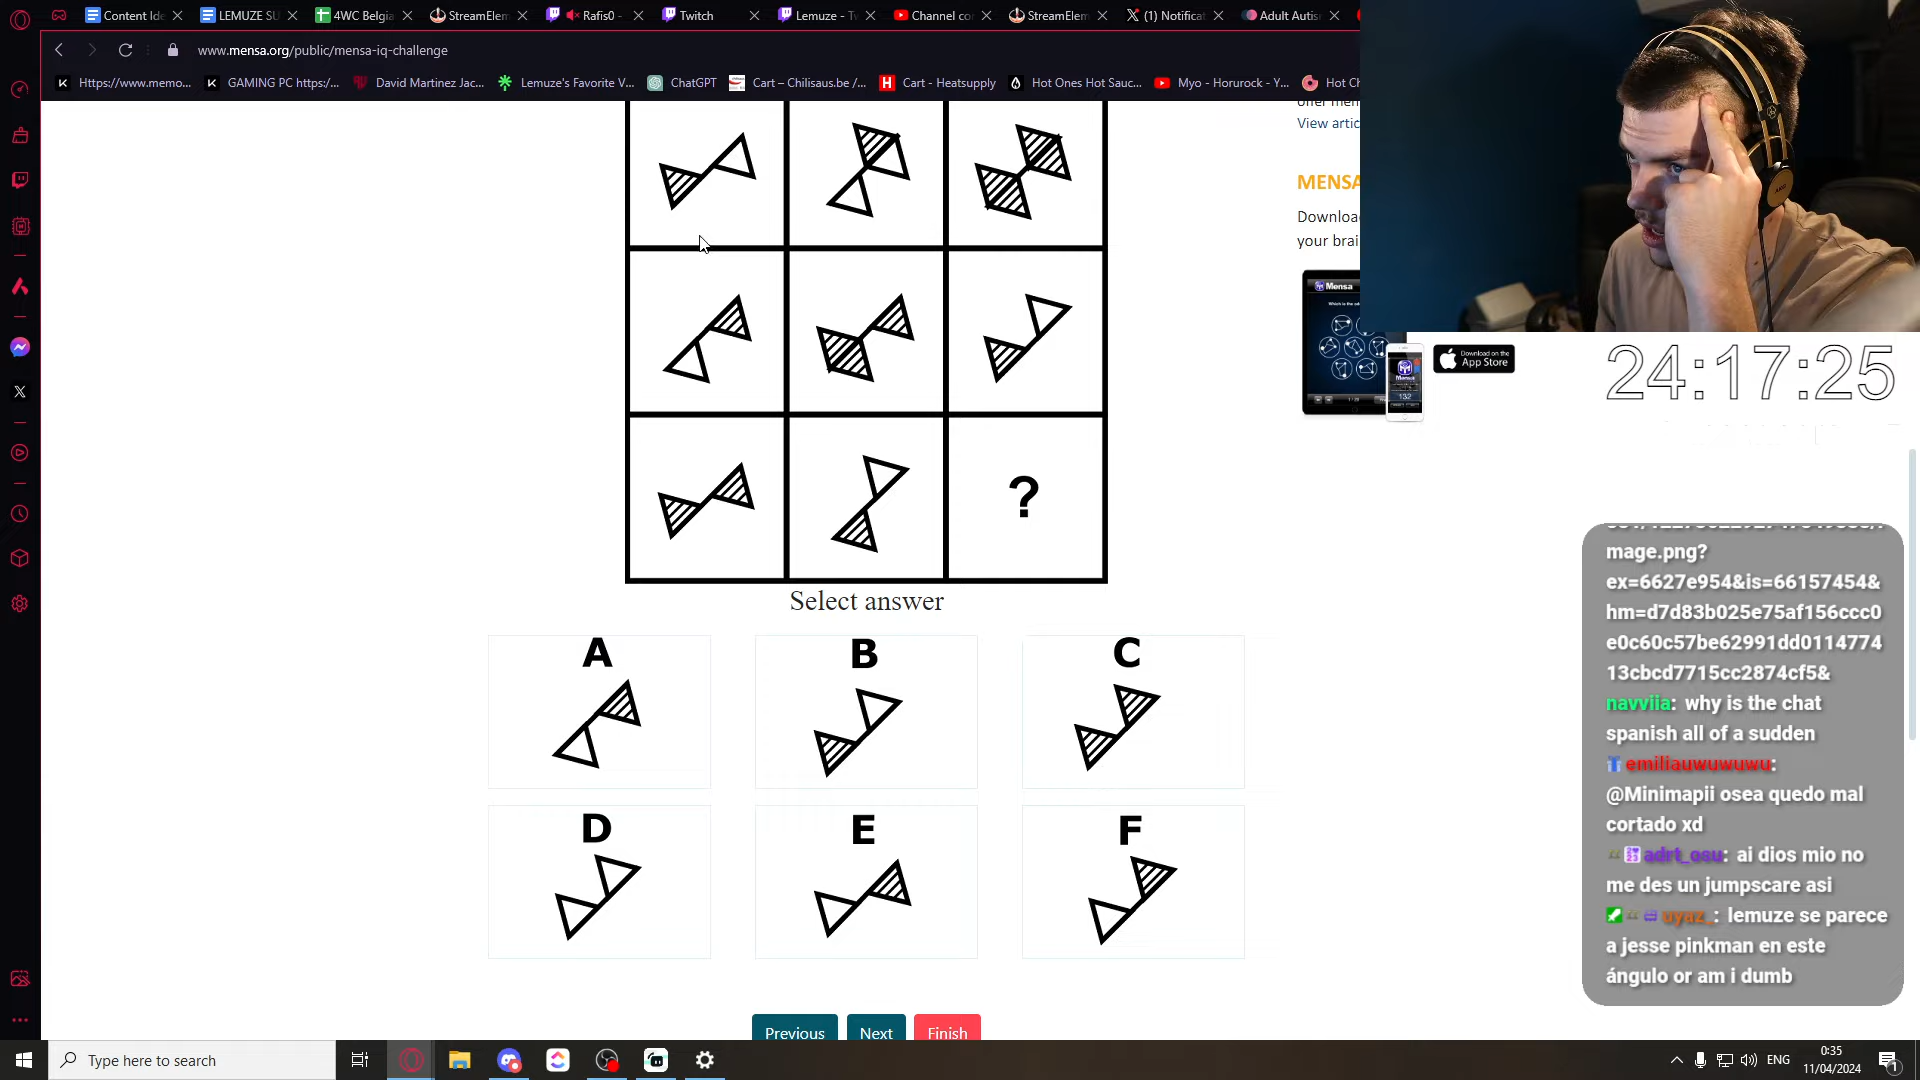 Content Ide
LEMUZE SU
4WC Belgia
StreamElem
Rafis0 -
Twitch
Lemuze - Tw
Channel co
StreamElem
(1) Notifica
Adult Autis
www.mensa.org/public/mensa-iq-challenge
Https://www.memo...
GAMING PC https:/...
David Martinez Jac...
Lemuze's Favorite V...
ChatGPT
Cart – Chilisaus.be /...
Cart - Heatsupply
Hot Ones Hot Sauc...
Myo - Horurock - Y...
Hot Ch
View artic
MENSA
Downloa
your brai
Mensa
132
Download on the
App Store
24:17:25
?
Select answer
A
B
C
D
E
F
Previous
Next
Finish
mage.png?
ex=6627e954&is=66157454&
hm=d7d83b025e75af156ccc0
e0c60c57be62991dd0114774
13cbcd7715cc2874cf5&
navviia: why is the chat
spanish all of a sudden
emiliauwuwuwu:
@Minimapii osea quedo mal
cortado xd
adrt_osu: ai dios mio no
me des un jumpscare asi
uyaz_: lemuze se parece
a jesse pinkman en este
ángulo or am i dumb
Type here to search
ENG
0:35
11/04/2024
1